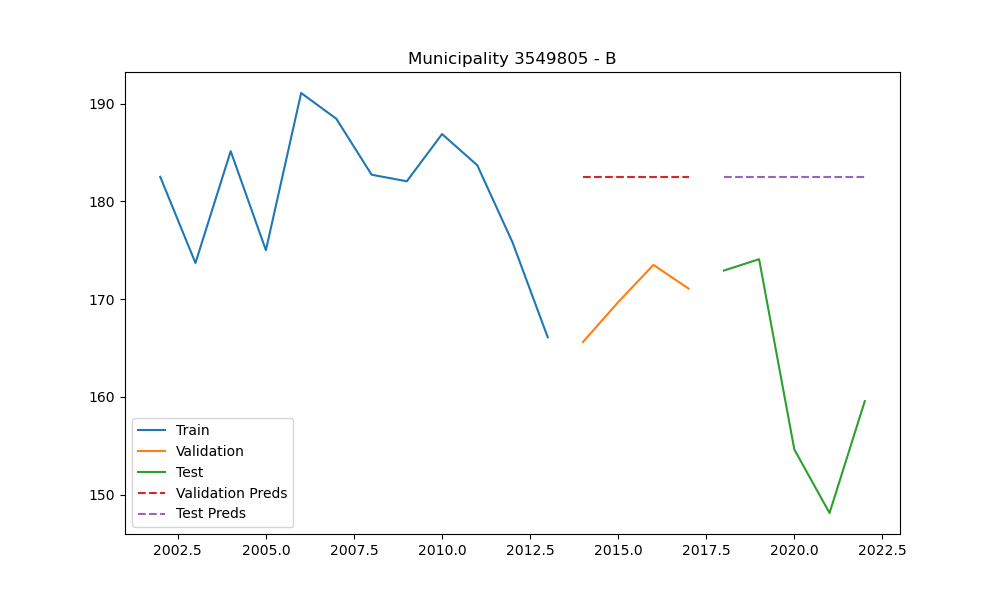 Municipality 3549805 - B
190
180
170
160
150
Train
Validation
Test
Validation Preds
Test Preds
2002.5 2005.0 2007.5 2010.0 2012.5 2015.0 2017.5 2020.0 2022.5